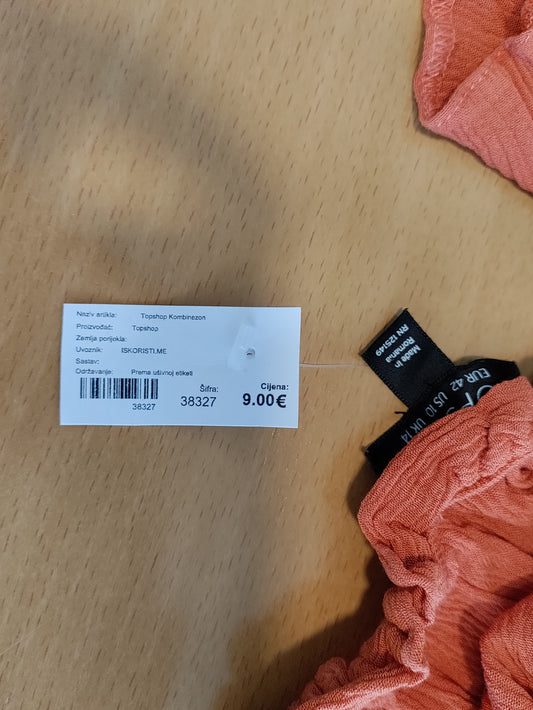 Naziv artikla: Topshop Kombinezon
Proizvođač: Topshop
Zemlja porijekla:
Uvoznik: ISKORISTI.ME
Sastav:
Održavanje: Prema ušivnoj etiketi
38327
Šifra:
38327
Cijena:
9.00€
Made in
Romania
RN 125149
EUR 42
US 10 UK 14